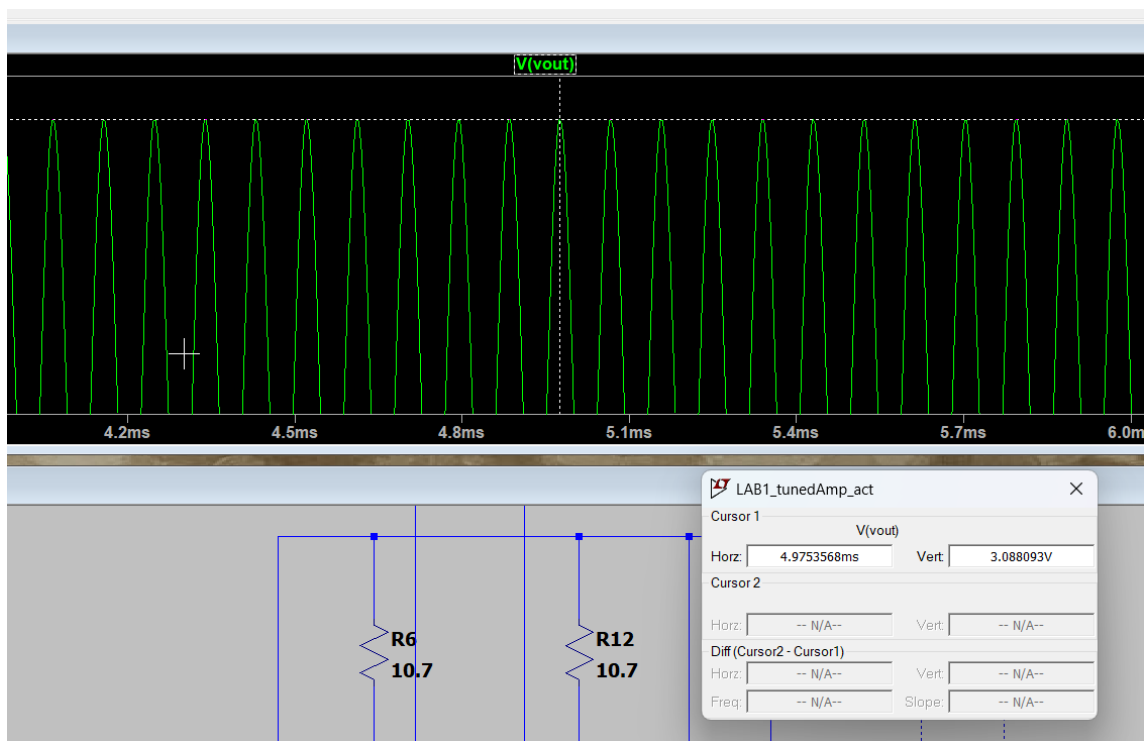 V(vout)
4.2ms 4.5ms 4.8ms 5.1ms 5.4ms 5.7ms 6.0m
LAB1_tunedAmp_act
Cursor 1
V(vout)
Horz: 4.9753568ms Vert: 3.088093V
Cursor 2
Horz: -- N/A-- Vert: -- N/A--
Diff (Cursor2 - Cursor1)
Horz: -- N/A-- Vert: -- N/A--
Freq: -- N/A-- Slope: -- N/A--
R6
10.7
R12
10.7